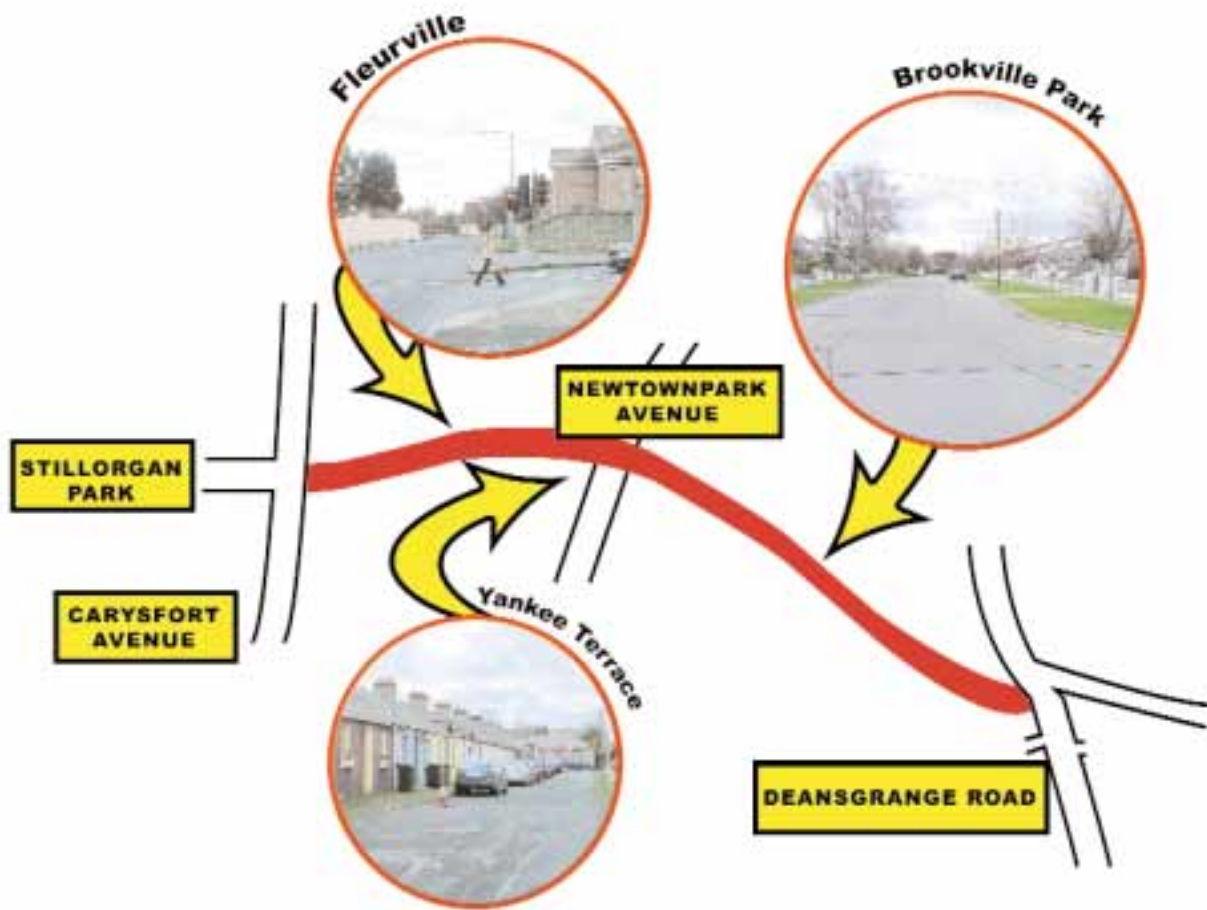 Fleurville
Brookville Park
NEWTOWNPARK
AVENUE
STILLORGAN
PARK
CARYSFORT
AVENUE
Yankee Terrace
DEANSGRANGE ROAD